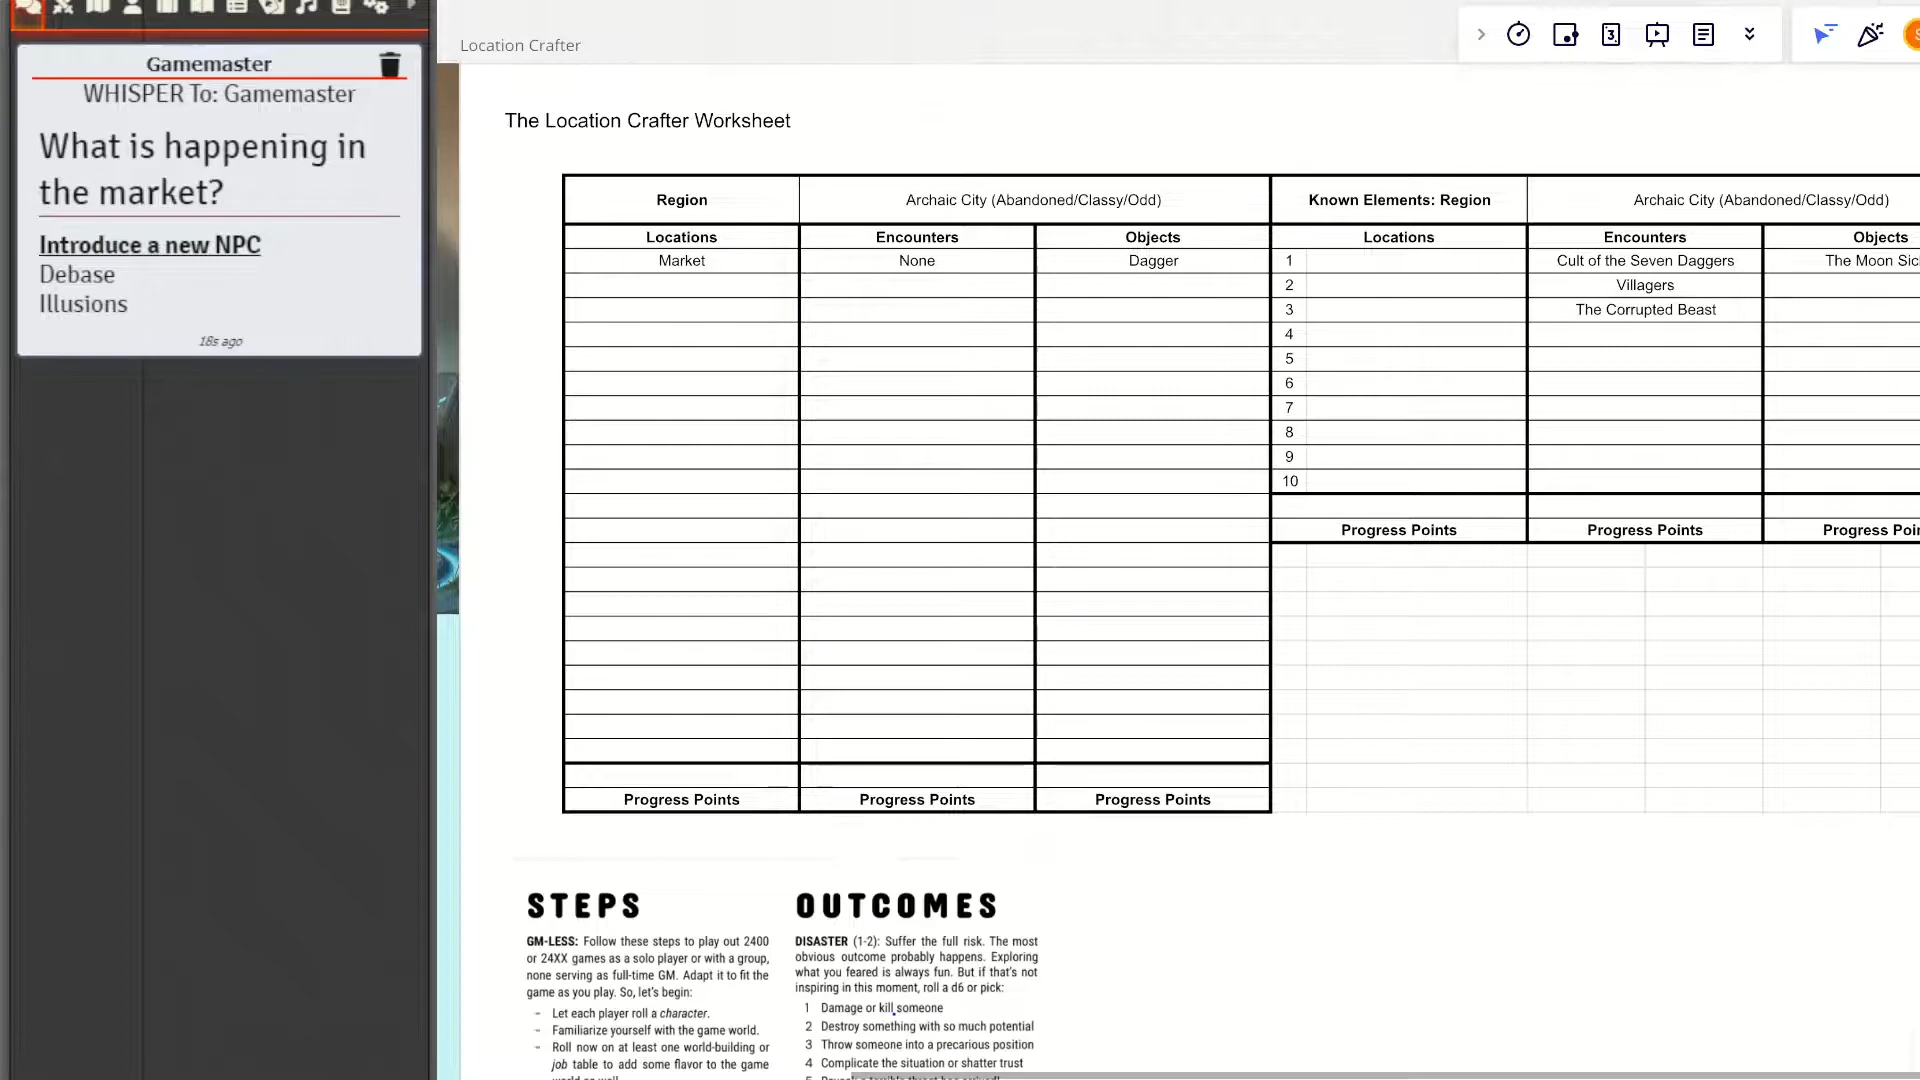 Gamemaster
WHISPER To: Gamemaster
What is happening in
the market?
Introduce a new NPC
Debase
Illusions
18s ago
Location Crafter
3
The Location Crafter Worksheet
Region
Archaic City (Abandoned/Classy/Odd)
Known Elements: Region
Archaic City (Abandoned/Classy/Odd)
Locations Encounters Objects Locations Encounters Objects
Market None Dagger 1 Cult of the Seven Daggers The Moon
2 Villagers
3 The Corrupted Beast
4
5
6
7
8
9
10
Progress Points Progress Points Progress
Progress Points Progress Points Progress Points
STEPS
GM-LESS: Follow these steps to play out 2400
or 24XX games as a solo player or with a group,
none serving as full-time GM. Adapt it to fit the
game as you play. So, let's begin:
- Let each player roll a character.
- Familiarize yourself with the game world.
- Roll now on at least one world-building or
job table to add some flavor to the game
OUTCOMES
DISASTER (1-2): Suffer the full risk. The most
obvious outcome probably happens. Exploring
what you feared is always fun. But if that's not
inspiring in this moment, roll a d6 or pick:
1 Damage or kill someone
2 Destroy something with so much potential
3 Throw someone into a precarious position
4 Complicate the situation or shatter trust